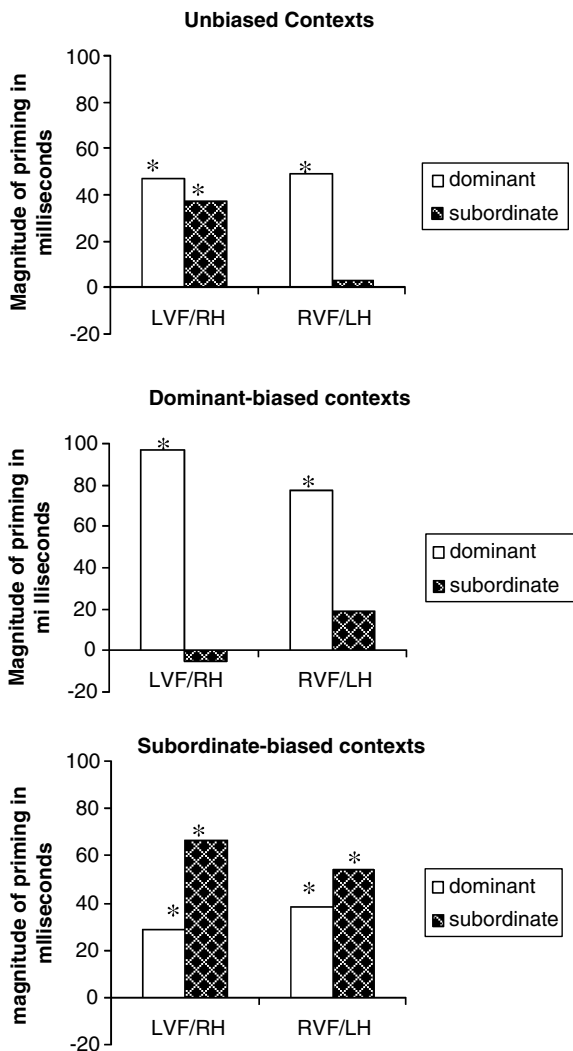 Unbiased Contexts
Magnitude of priming in
milliseconds
100
80
60
40
20
0
-20
*
*
*
LVF/RH
RVF/LH
dominant
subordinate
Dominant-biased contexts
Magnitude of priming in
mi lliseconds
100
80
60
40
20
0
-20
*
*
LVF/RH
RVF/LH
dominant
subordinate
Subordinate-biased contexts
magnitude of priming in
mlliseconds
100
80
60
40
20
0
-20
*
*
*
*
LVF/RH
RVF/LH
dominant
subordinate